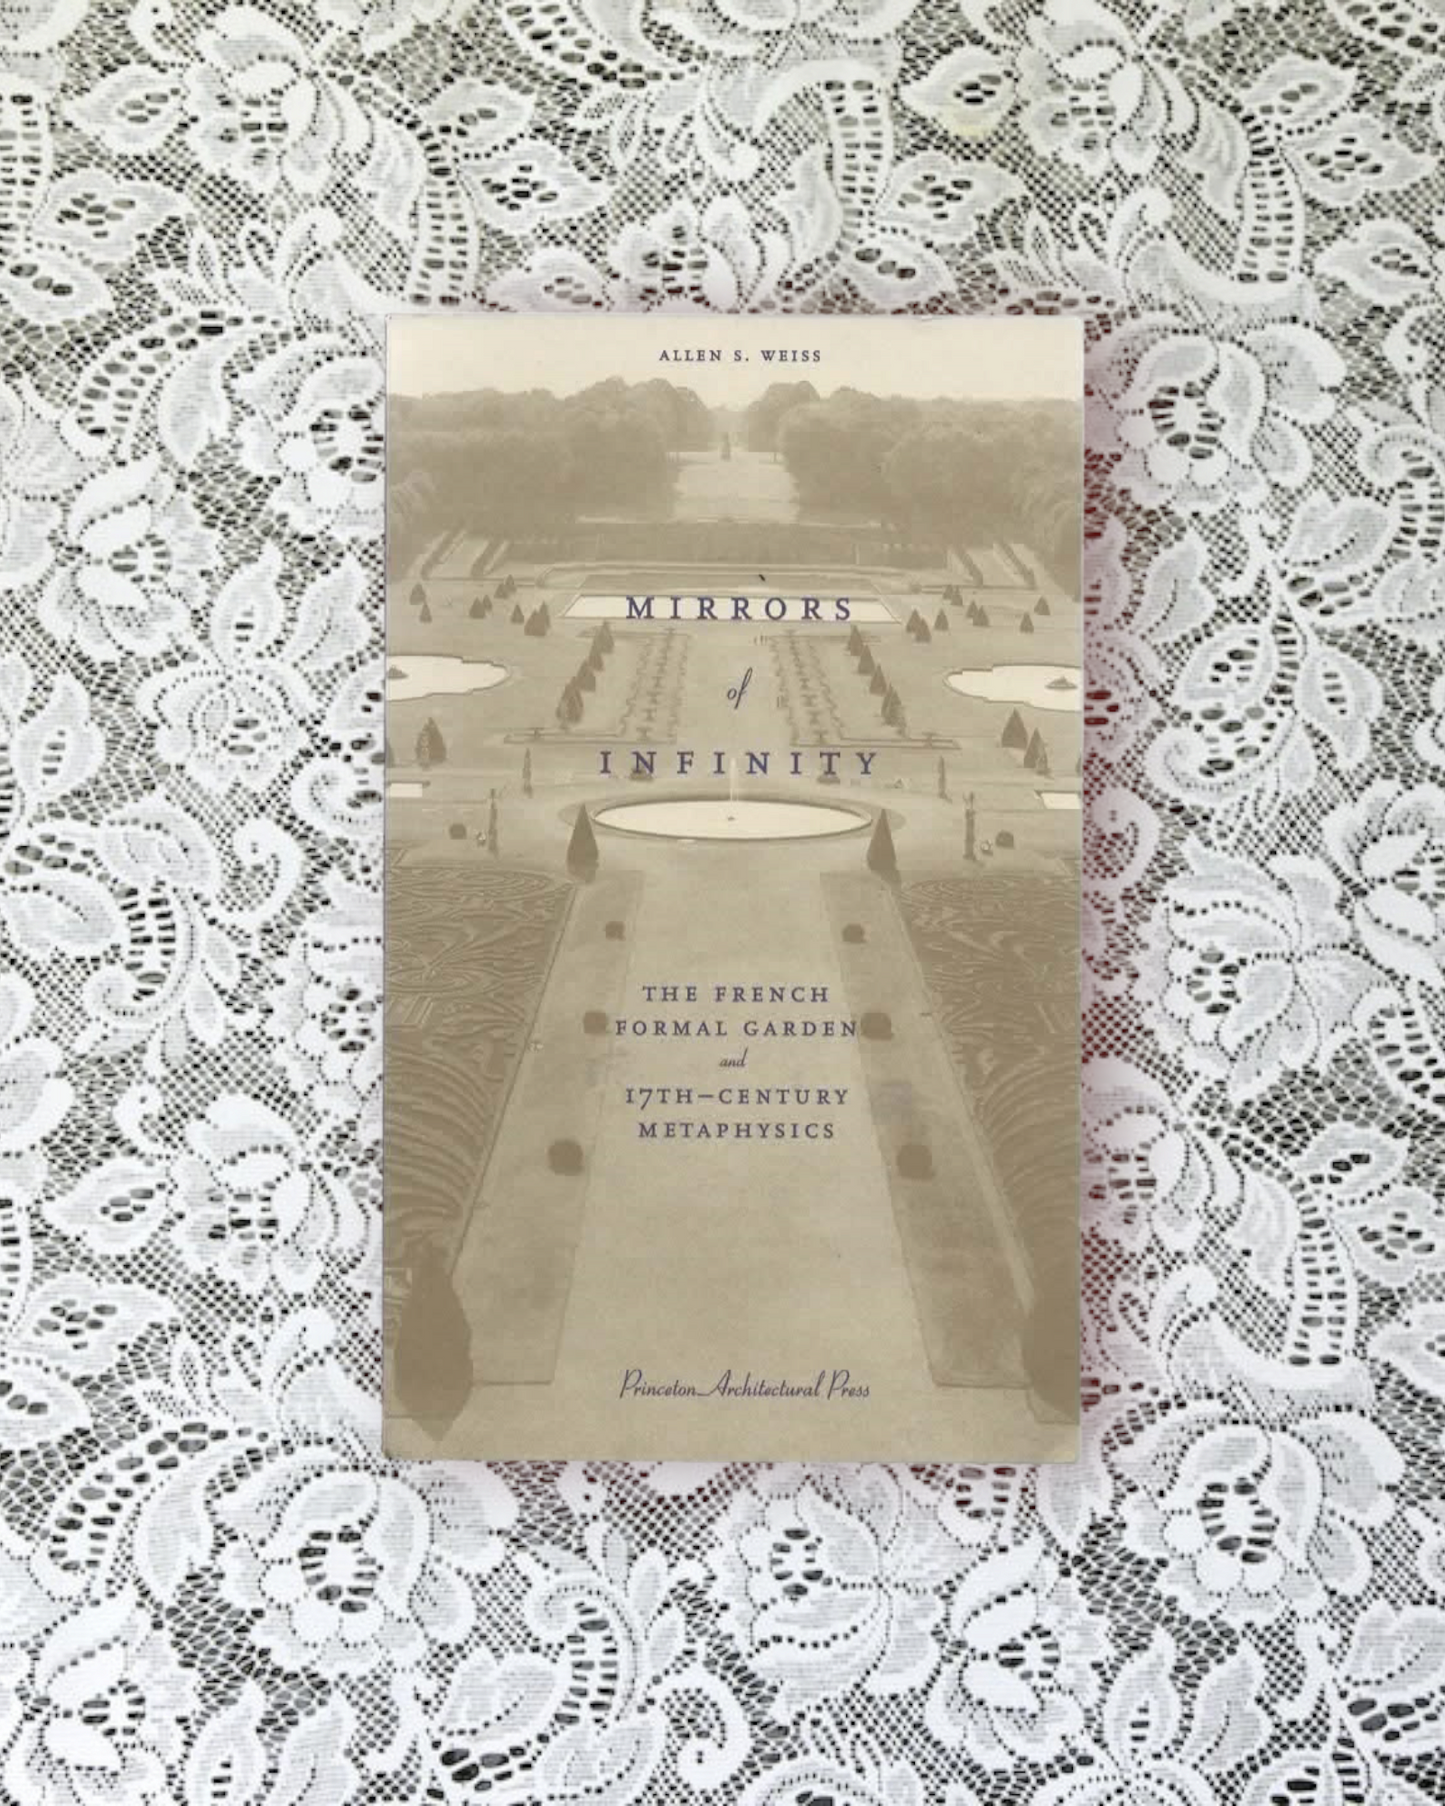 ALLEN S. WEISS
MIRRORS
of
INFINITY
THE FRENCH
FORMAL GARDEN
and
17TH–CENTURY
METAPHYSICS
Princeton Architectural Press